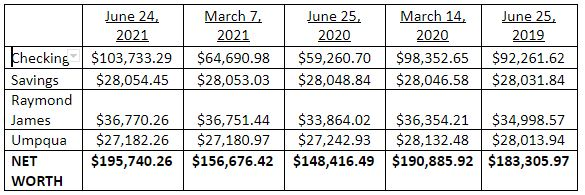 June 24, 2021 March 7, 2021 June 25, 2020 March 14, 2020 June 25, 2019
Checking $103,733.29 $64,690.98 $59,260.70 $98,352.65 $92,261.62
Savings $28,054.45 $28,053.03 $28,048.84 $28,046.58 $28,031.84
Raymond James $36,770.26 $36,751.44 $33,864.02 $36,354.21 $34,998.57
Umpqua $27,182.26 $27,180.97 $27,242.93 $28,132.48 $28,013.94
NET WORTH $195,740.26 $156,676.42 $148,416.49 $190,885.92 $183,305.97